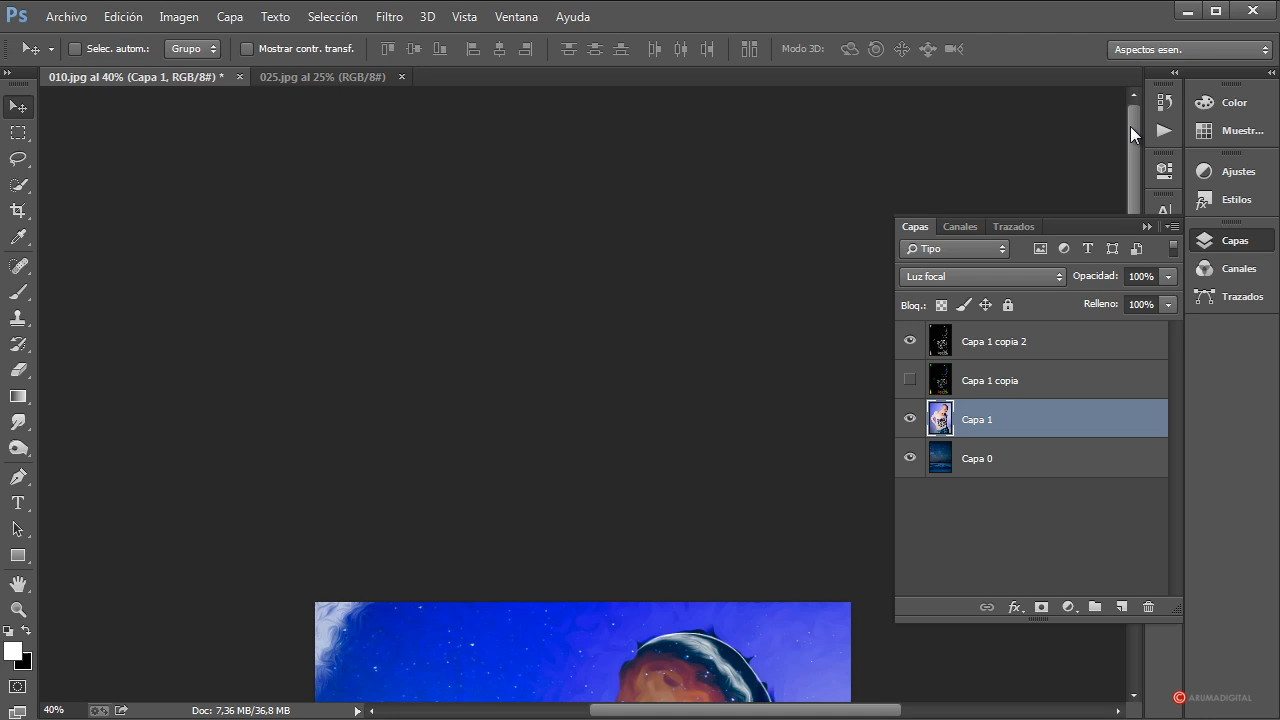 Ps Archivo Edición Imagen Capa Texto Selección Filtro 3D Vista Ventana Ayuda
Selec. autom.: Grupo Mostrar contr. transf. Modo 3D: Aspectos esen.
010.jpg al 40% (Capa 1, RGB/8#) * × 025.jpg al 25% (RGB/8#) ×
Color
Muestr...
Ajustes
Estilos
Capas
Canales
Trazados
Capas Canales Trazados
Tipo
Luz focal Opacidad: 100%
Bloq.: Relleno: 100%
Capa 1 copia 2
Capa 1 copia
Capa 1
Capa 0
fx
40% Doc: 7,36 MB/36,8 MB
© ARUMADIGITAL